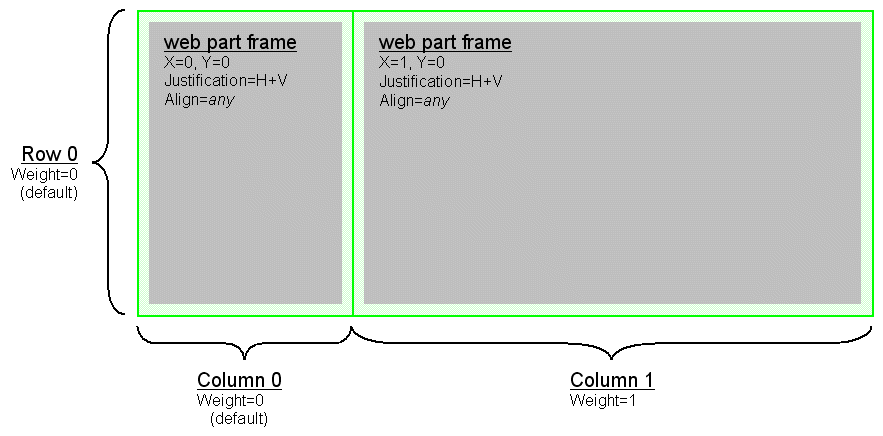 web part frame
X=0, Y=0
Justification=H+V
Align=any
web part frame
X=1, Y=0
Justification=H+V
Align=any
Row 0
Weight=0
(default)
Column 0
Weight=0
(default)
Column 1
Weight=1